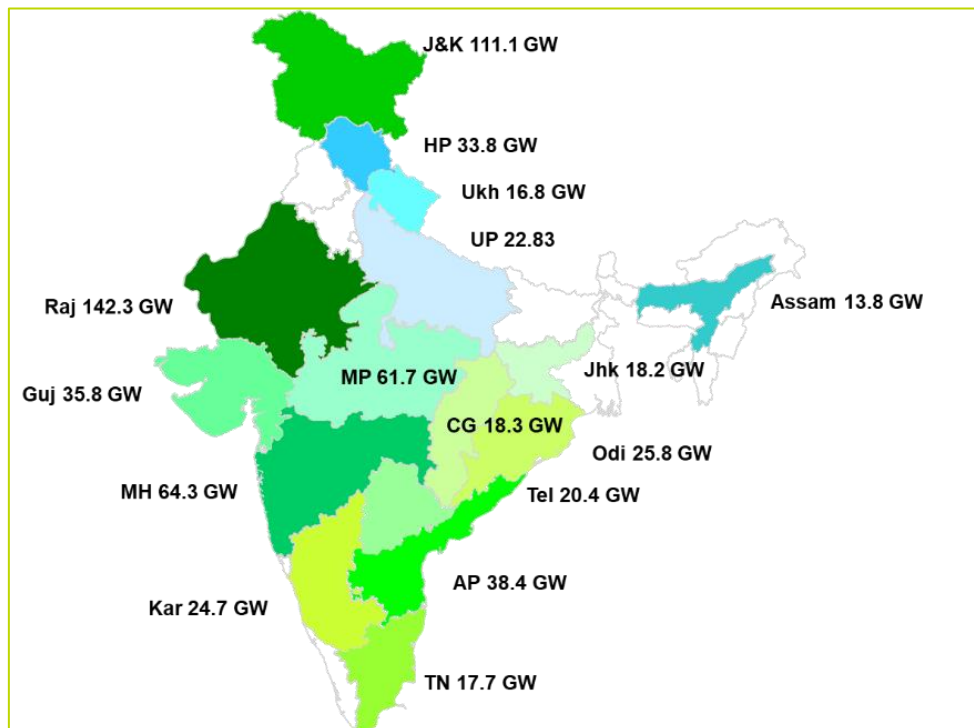 J&K 111.1 GW
HP 33.8 GW
Ukh 16.8 GW
UP 22.83
Raj 142.3 GW
Assam 13.8 GW
Guj 35.8 GW
MP 61.7 GW
Jhk 18.2 GW
CG 18.3 GW
Odi 25.8 GW
MH 64.3 GW
Tel 20.4 GW
Kar 24.7 GW
AP 38.4 GW
TN 17.7 GW